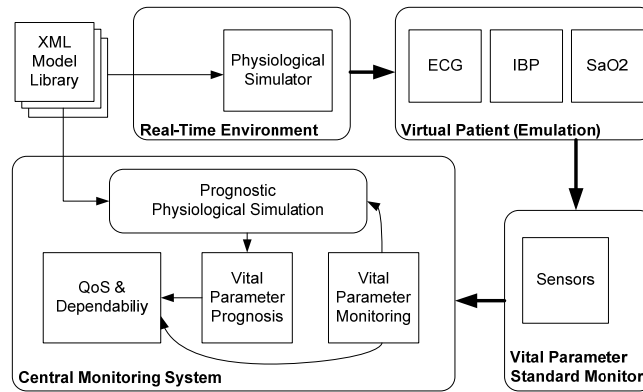 XML
Model
Library
Physiological
Simulator
Real-Time Environment
ECG
IBP
SaO2
Virtual Patient (Emulation)
Prognostic
Physiological Simulation
QoS &
Dependabiliy
Vital
Parameter
Prognosis
Vital
Parameter
Monitoring
Central Monitoring System
Sensors
Vital Parameter
Standard Monitor